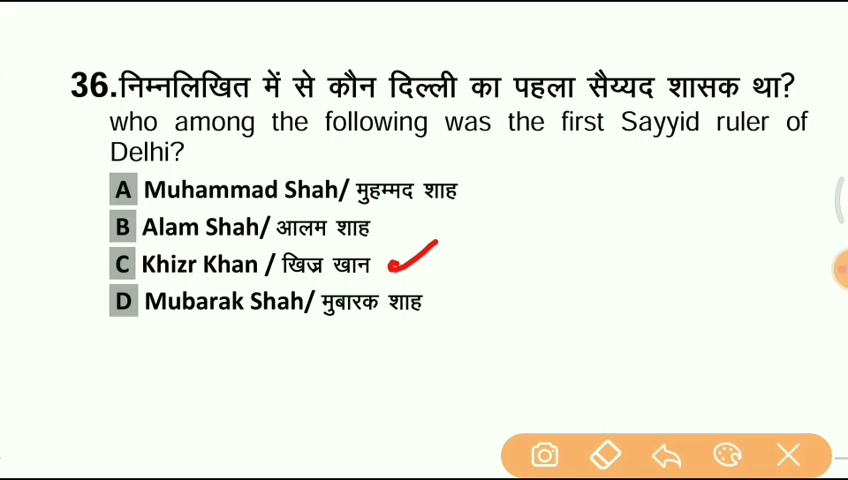 36.निम्नलिखित में से कौन दिल्ली का पहला सैय्यद शासक था?
who among the following was the first Sayyid ruler of
Delhi?
A Muhammad Shah/ मुहम्मद शाह
B Alam Shah/ आलम शाह
C Khizr Khan / खिज्र खान
D Mubarak Shah/ मुबारक शाह